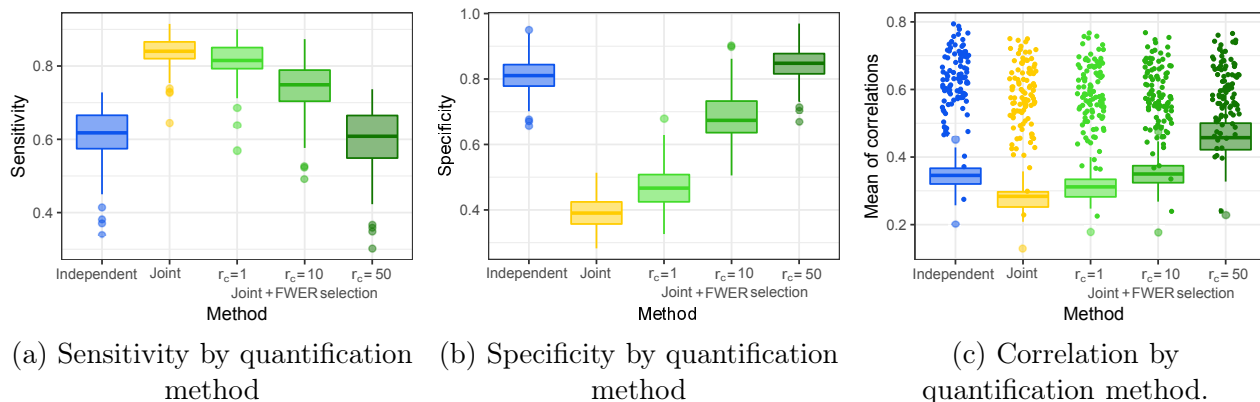 Sensitivity
0.8
0.6
0.4
Independent
Joint
r_c=1
r_c=10
r_c=50
Joint + FWER selection
Method
(a) Sensitivity by quantification
method
Specificity
1.0
0.8
0.6
0.4
Independent
Joint
r_c=1
r_c=10
r_c=50
Joint + FWER selection
Method
(b) Specificity by quantification
method
Mean of correlations
0.8
0.6
0.4
0.2
Independent
Joint
r_c=1
r_c=10
r_c=50
Joint + FWER selection
Method
(c) Correlation by
quantification method.